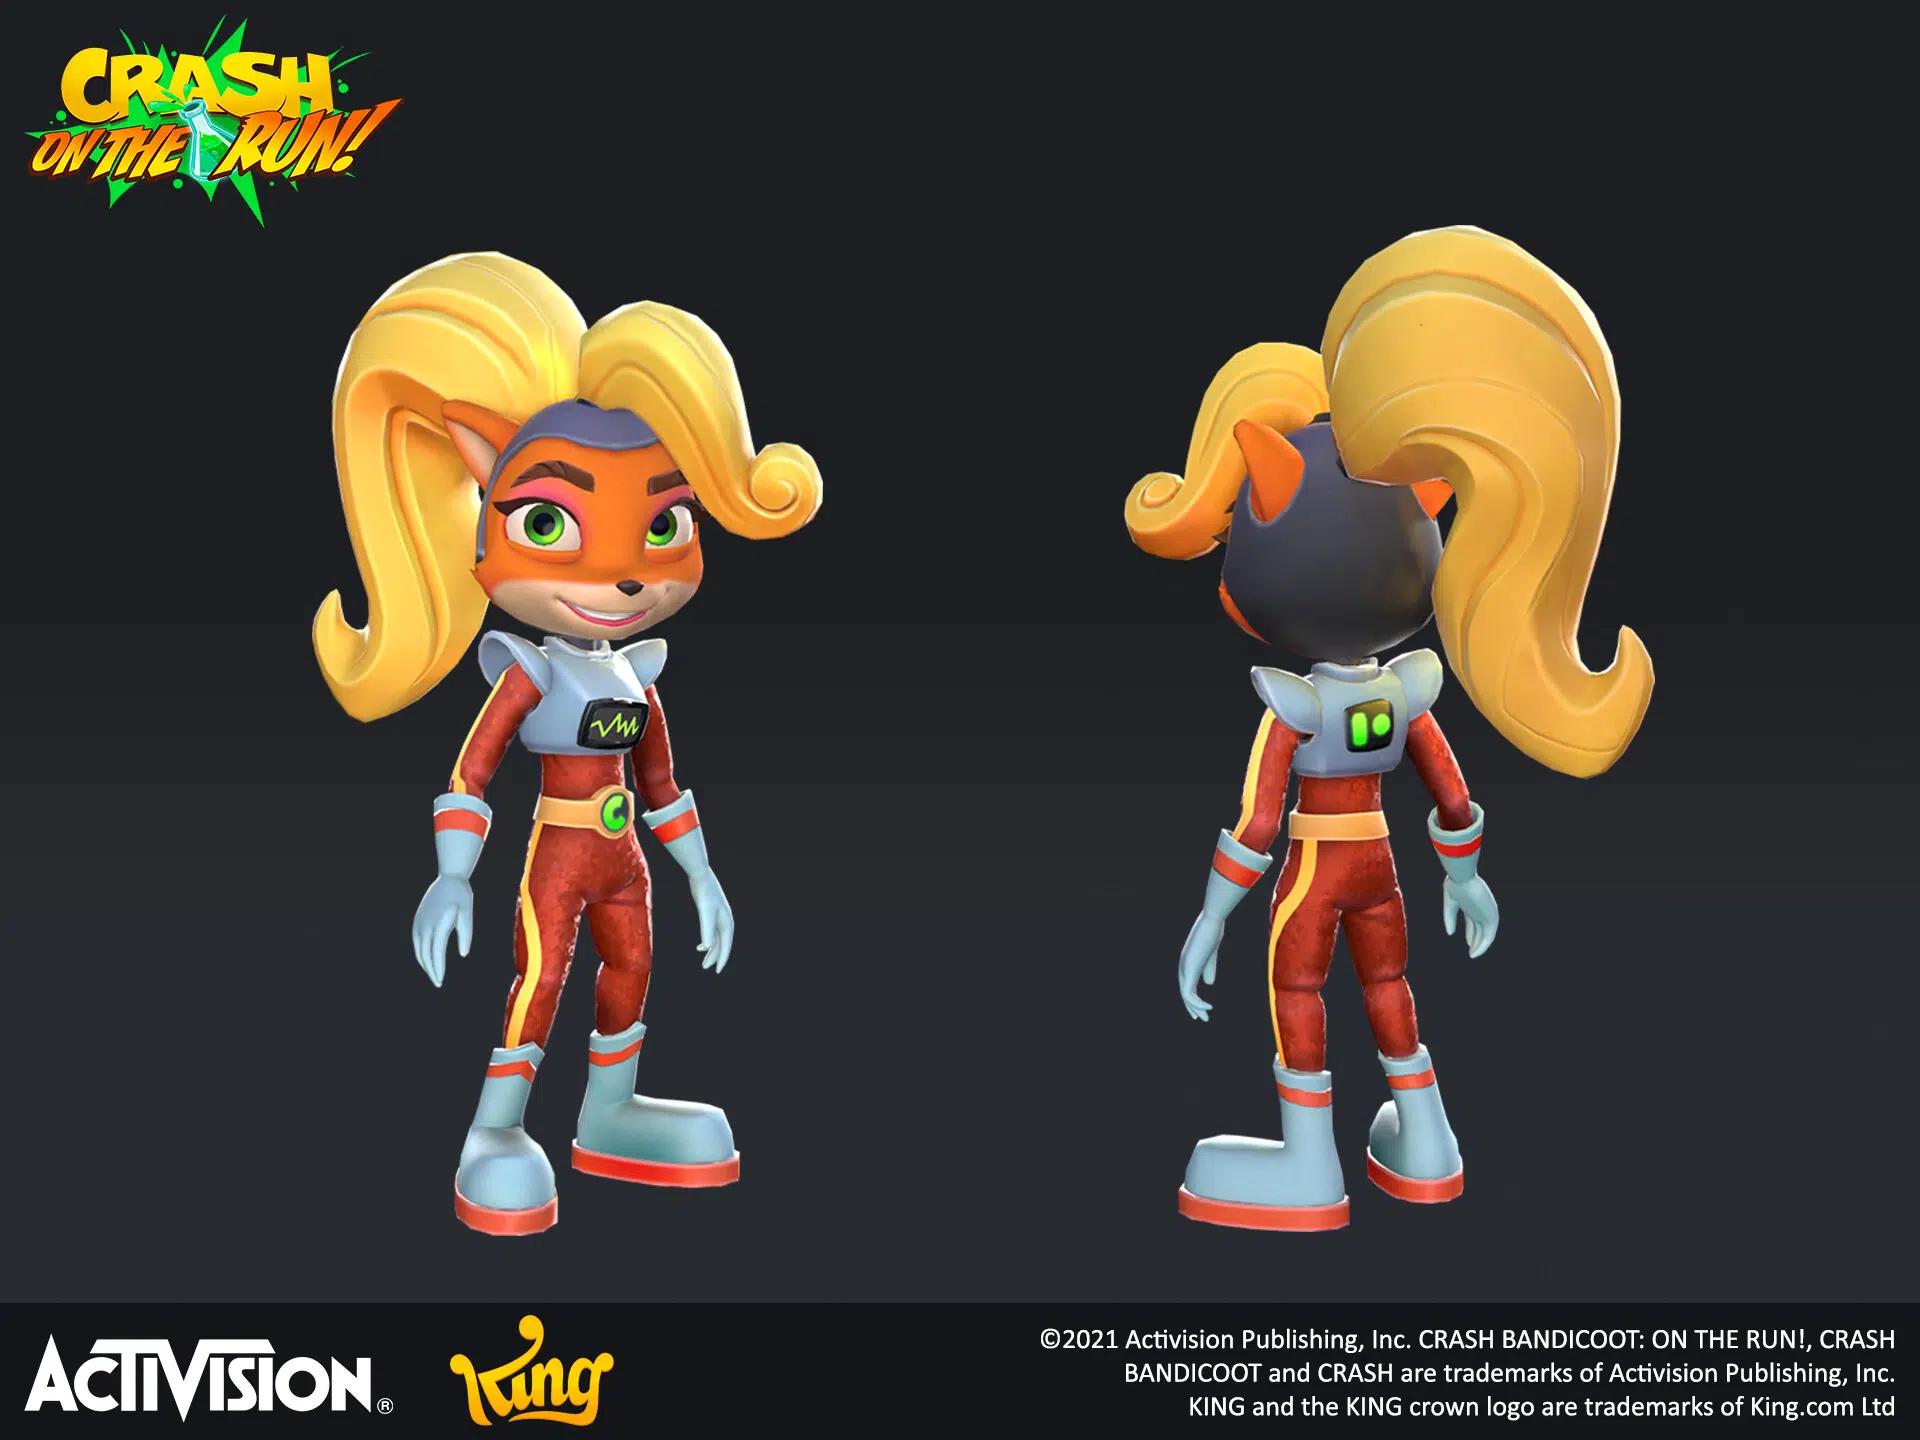 CRASH
ON THE RUN!
C
ACTIVISION®
King
©2021 Activision Publishing, Inc. CRASH BANDICOOT: ON THE RUN!, CRASH
BANDICOOT and CRASH are trademarks of Activision Publishing, Inc.
KING and the KING crown logo are trademarks of King.com Ltd